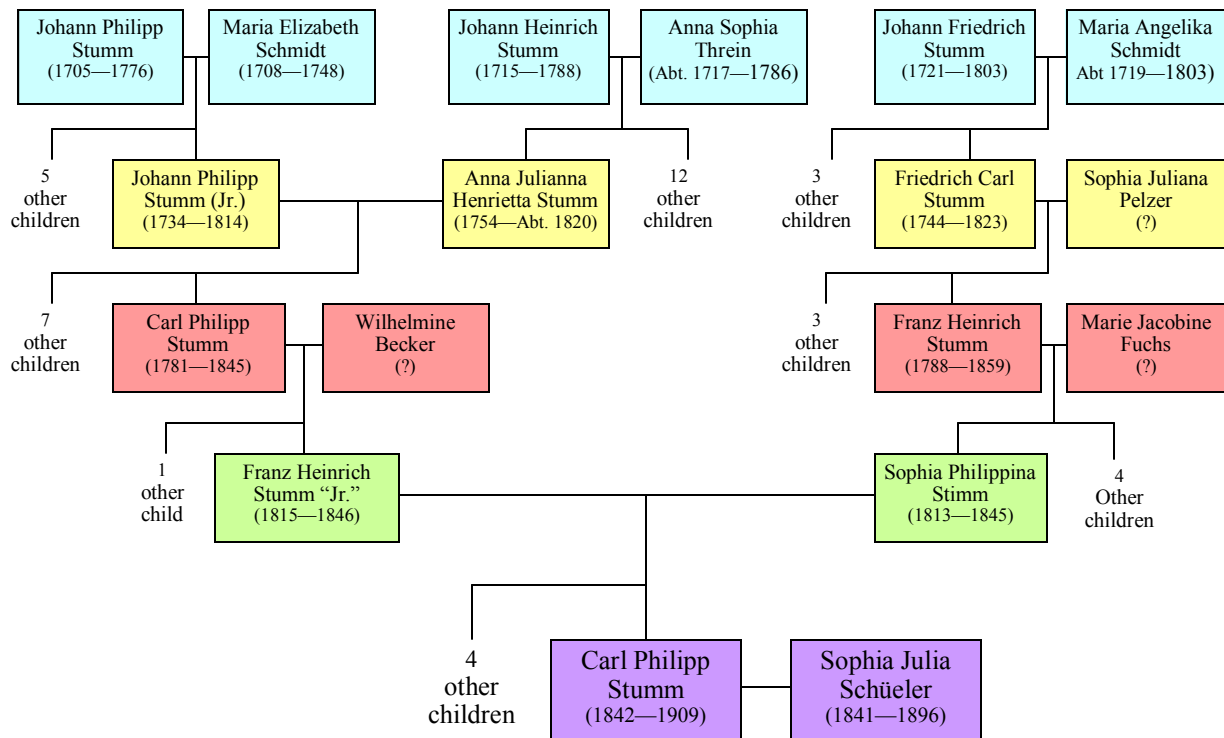 Johann Philipp
Stumm
(1705—1776)
Maria Elizabeth
Schmidt
(1708—1748)
Johann Heinrich
Stumm
(1715—1788)
Anna Sophia
Threin
(Abt. 1717—1786)
Johann Friedrich
Stumm
(1721—1803)
Maria Angelika
Schmidt
Abt 1719—1803)
5
other
children
Johann Philipp
Stumm (Jr.)
(1734—1814)
Anna Julianna
Henrietta Stumm
(1754—Abt. 1820)
12
other
children
3
other
children
Friedrich Carl
Stumm
(1744—1823)
Sophia Juliana
Pelzer
(?)
7
other
children
Carl Philipp
Stumm
(1781—1845)
Wilhelmine
Becker
(?)
3
other
children
Franz Heinrich
Stumm
(1788—1859)
Marie Jacobine
Fuchs
(?)
1
other
child
Franz Heinrich
Stumm “Jr.”
(1815—1846)
Sophia Philippina
Stimm
(1813—1845)
4
Other
children
4
other
children
Carl Philipp
Stumm
(1842—1909)
Sophia Julia
Schüeler
(1841—1896)